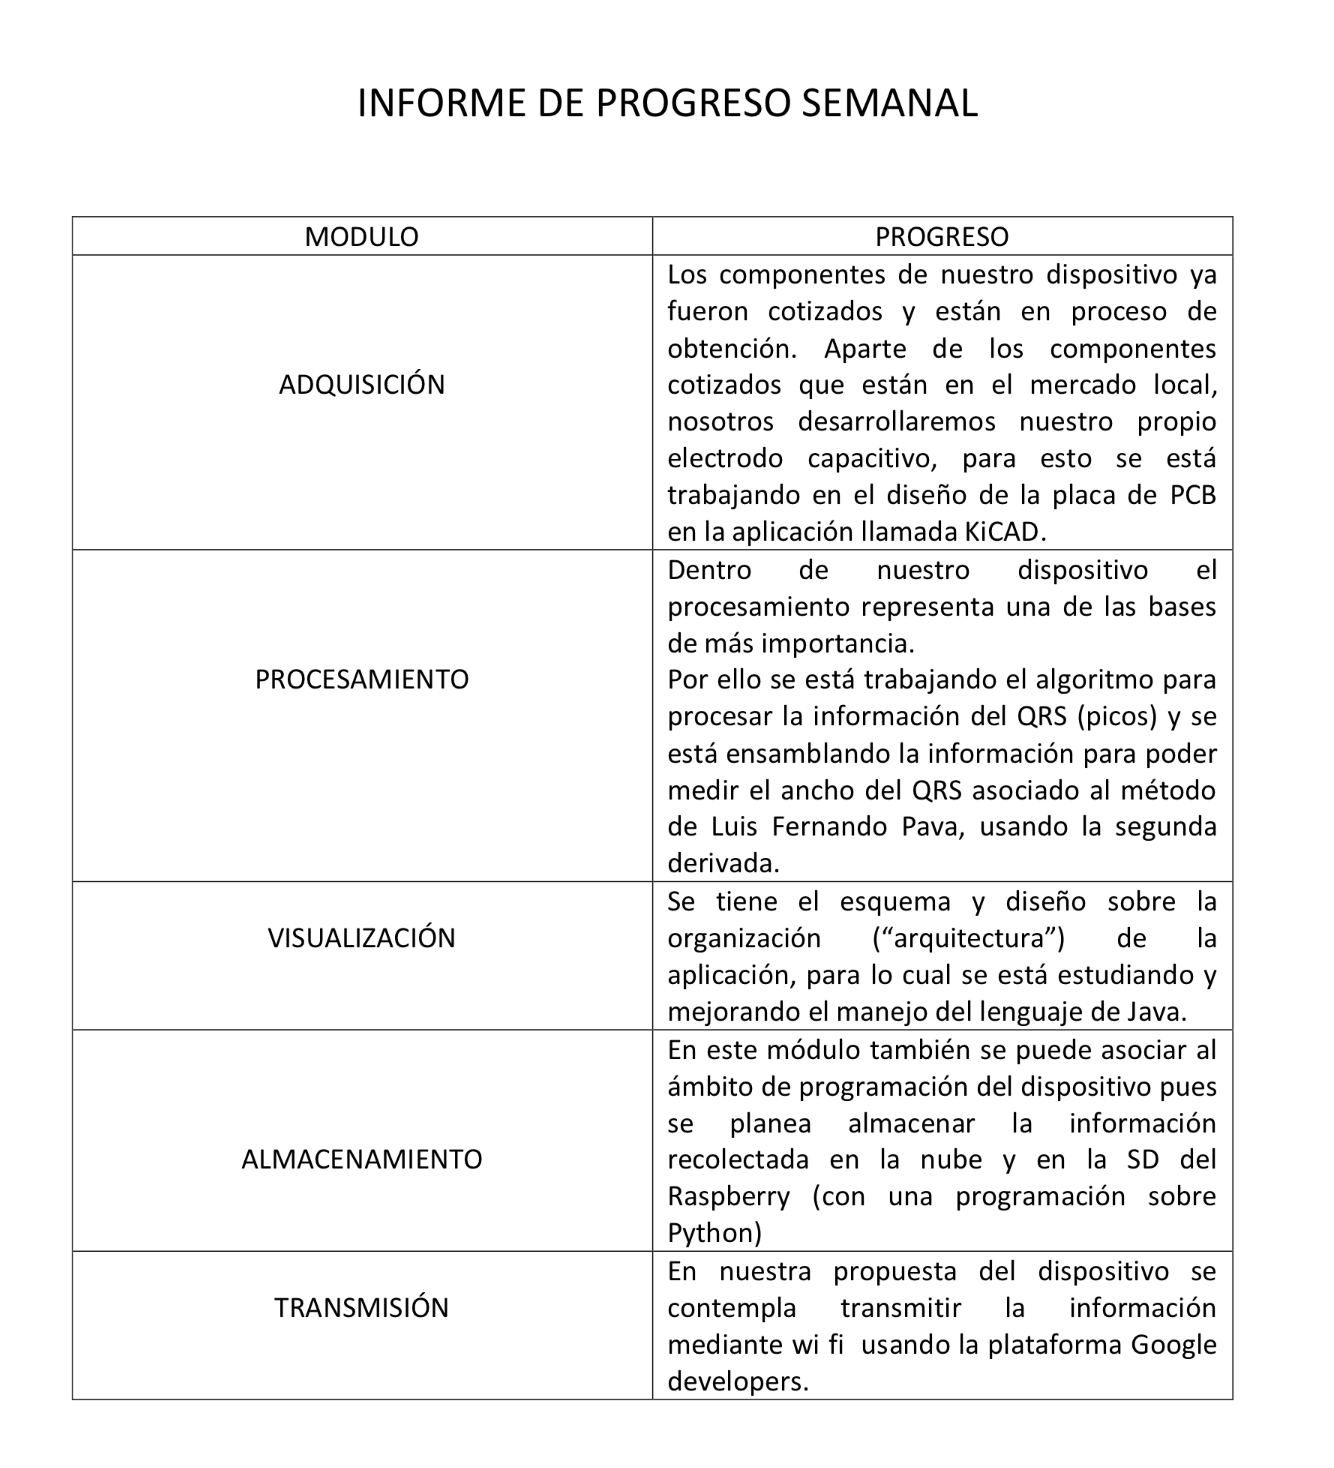 INFORME DE PROGRESO SEMANAL
MODULO
PROGRESO
ADQUISICIÓN
Los componentes de nuestro dispositivo ya
fueron cotizados y están en proceso de
obtención. Aparte de los componentes
cotizados que están en el mercado local,
nosotros desarrollaremos nuestro propio
electrodo capacitivo, para esto se está
trabajando en el diseño de la placa de PCB
en la aplicación llamada KiCAD.
PROCESAMIENTO
Dentro de nuestro dispositivo el
procesamiento representa una de las bases
de más importancia.
Por ello se está trabajando el algoritmo para
procesar la información del QRS (picos) y se
está ensamblando la información para poder
medir el ancho del QRS asociado al método
de Luis Fernando Pava, usando la segunda
derivada.
VISUALIZACIÓN
Se tiene el esquema y diseño sobre la
organización (“arquitectura”) de la
aplicación, para lo cual se está estudiando y
mejorando el manejo del lenguaje de Java.
ALMACENAMIENTO
En este módulo también se puede asociar al
ámbito de programación del dispositivo pues
se planea almacenar la información
recolectada en la nube y en la SD del
Raspberry (con una programación sobre
Python)
TRANSMISIÓN
En nuestra propuesta del dispositivo se
contempla transmitir la información
mediante wi fi  usando la plataforma Google
developers.